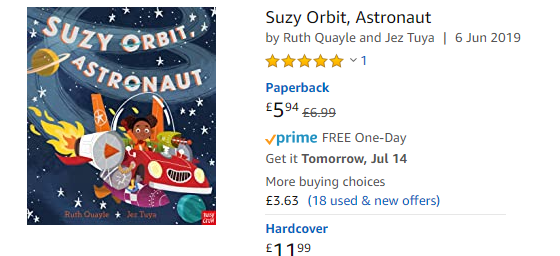 SUZY ORBIT,
ASTRONAUT
Ruth Quayle ★ Jez Tuya
nosy crow
Suzy Orbit, Astronaut
by Ruth Quayle and Jez Tuya | 6 Jun 2019
1
Paperback
£5.94 £6.99
prime FREE One-Day
Get it Tomorrow, Jul 14
More buying choices
£3.63 (18 used & new offers)
Hardcover
£11.99